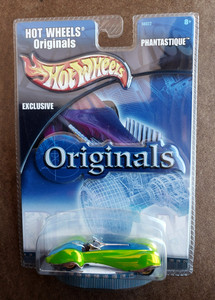 HOT WHEELS®
Originals
PHANTASTIQUE™
8+
Hot Wheels
EXCLUSIVE
Originals